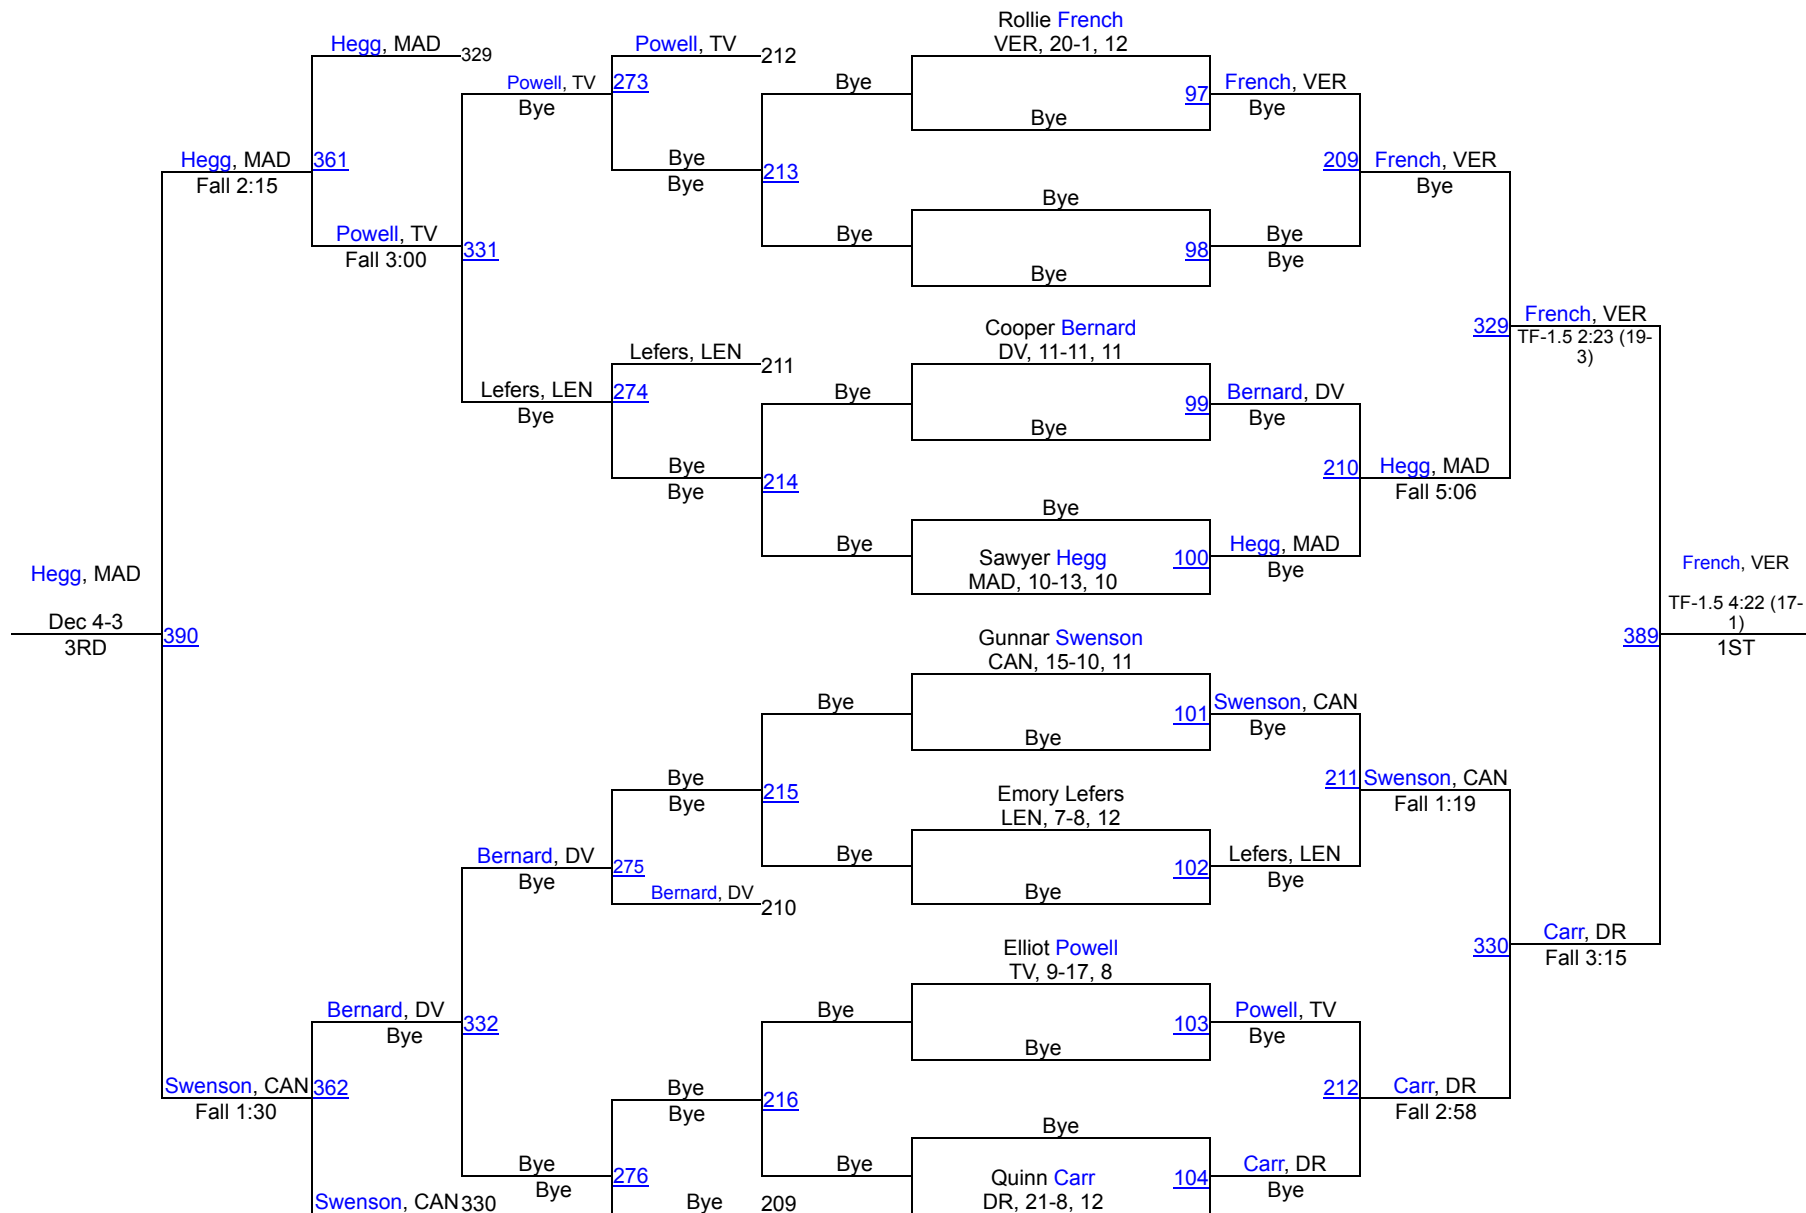 Rollie French
VER, 20-1, 12
Hegg, MAD
329
Powell, TV
212
Powell, TV
273
Bye
Bye
97
French, VER
Bye
Bye
Bye
Hegg, MAD
361
Fall 2:15
Bye
213
Bye
209
French, VER
Bye
Bye
Powell, TV
331
Fall 3:00
Bye
Bye
98
Bye
Bye
Cooper Bernard
DV, 11-11, 11
329
French, VER
TF-1.5 2:23 (19-
3)
Lefers, LEN
211
Lefers, LEN
274
Bye
Bye
99
Bernard, DV
Bye
Bye
Bye
214
Bye
210
Hegg, MAD
Fall 5:06
Bye
Bye
Sawyer Hegg
MAD, 10-13, 10
100
Hegg, MAD
Bye
Hegg, MAD
Dec 4-3
390
3RD
French, VER
TF-1.5 4:22 (17-
1)
389
1ST
Gunnar Swenson
CAN, 15-10, 11
Bye
101
Swenson, CAN
Bye
Bye
Bye
215
Bye
211
Swenson, CAN
Fall 1:19
Emory Lefers
LEN, 7-8, 12
Bernard, DV
275
Bye
Bye
102
Lefers, LEN
Bye
Bye
Bernard, DV
210
330
Carr, DR
Fall 3:15
Elliot Powell
TV, 9-17, 8
Bernard, DV
332
Bye
Bye
103
Powell, TV
Bye
Bye
Swenson, CAN
362
Fall 1:30
Bye
216
Bye
212
Carr, DR
Fall 2:58
Bye
Bye
276
Bye
Bye
Quinn Carr
DR, 21-8, 12
104
Carr, DR
Bye
Swenson, CAN
330
Bye
209